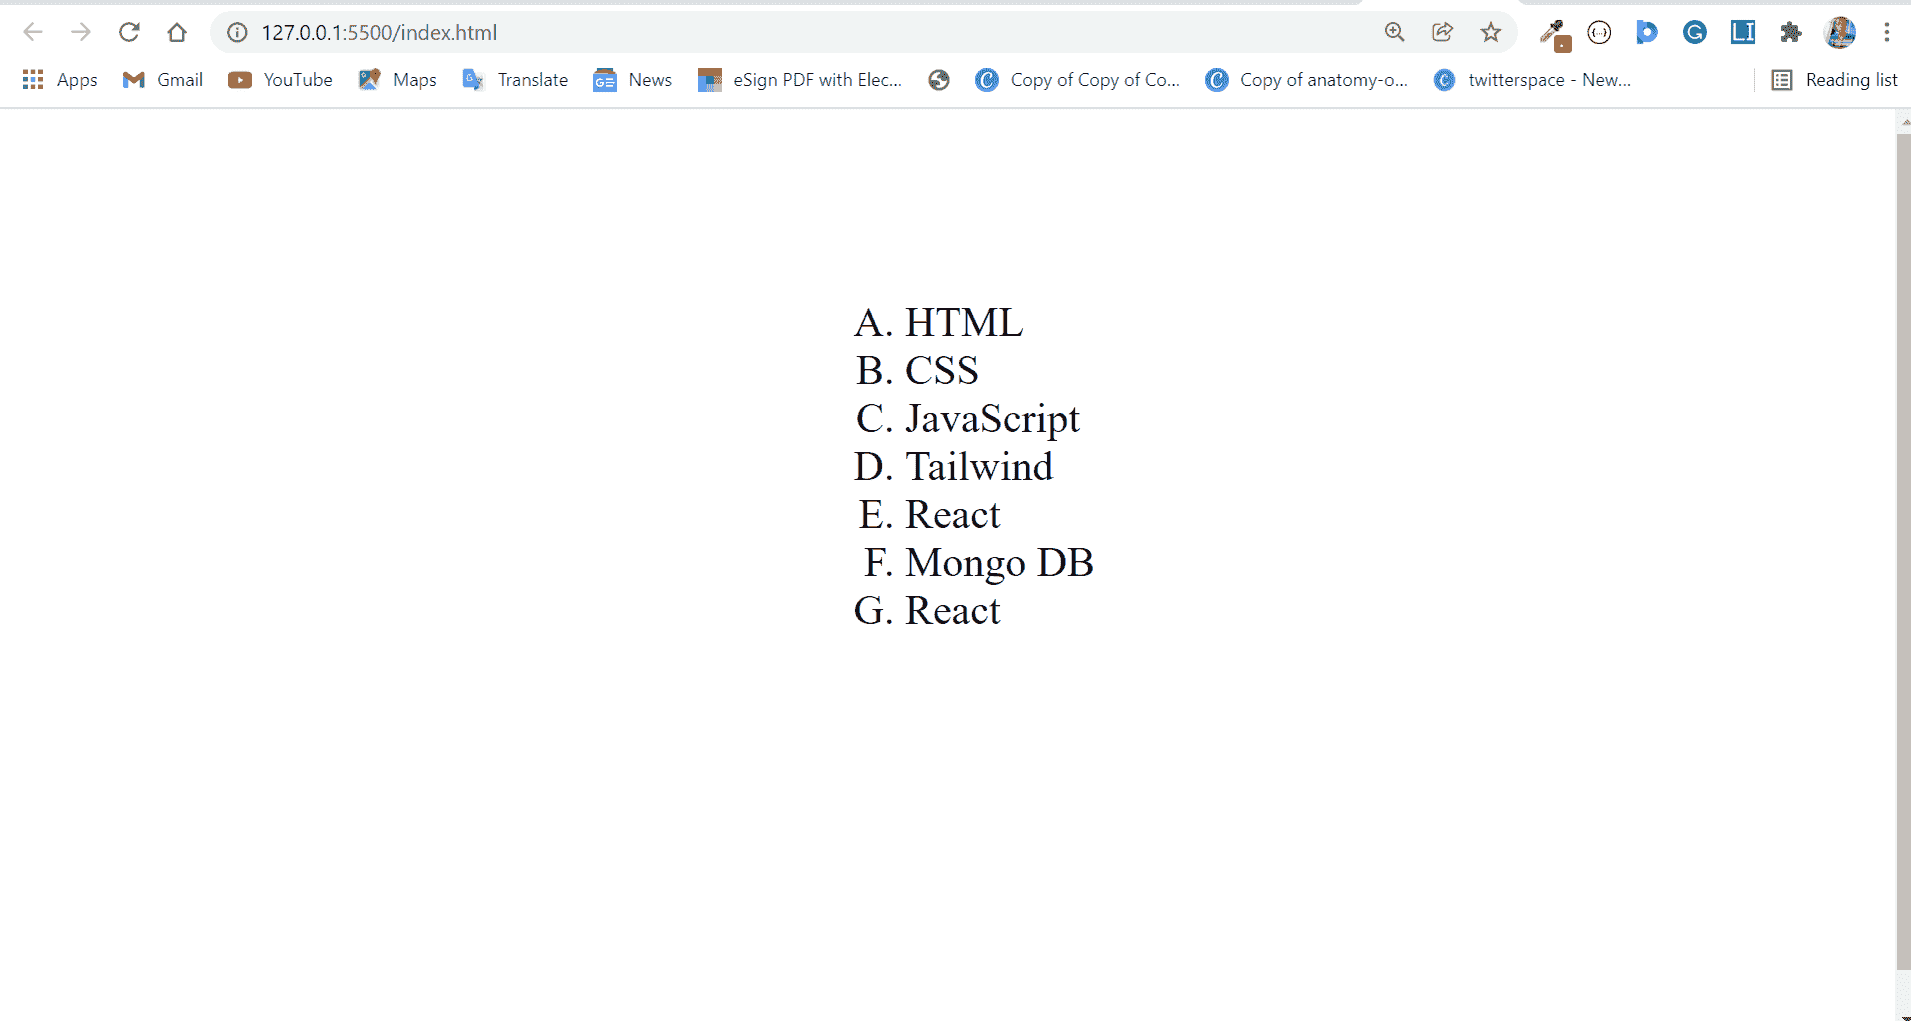 127.0.0.1:5500/index.html
Apps Gmail YouTube Maps Translate News eSign PDF with Elec... Copy of Copy of Co... Copy of anatomy-o... twitterspace - New... Reading list
A. HTML
B. CSS
C. JavaScript
D. Tailwind
E. React
F. Mongo DB
G. React